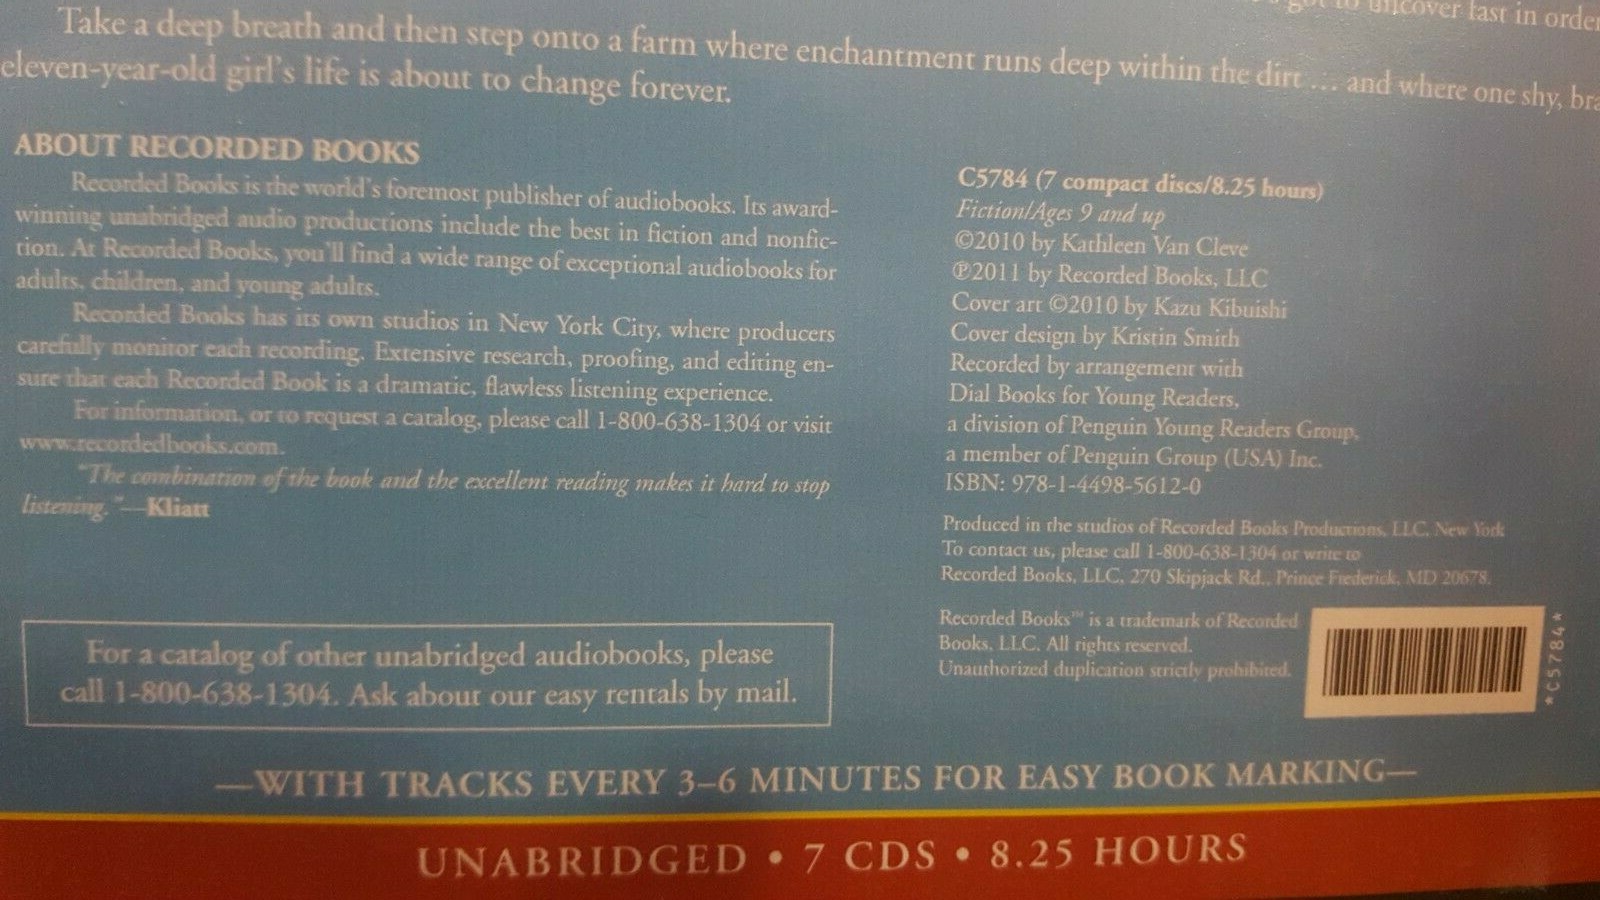 got to uncover fast in order
Take a deep breath and then step onto a farm where enchantment runs deep within the dirt ... and where one shy, bra
eleven-year-old girl's life is about to change forever.
ABOUT RECORDED BOOKS
Recorded Books is the world's foremost publisher of audiobooks. Its award-
winning unabridged audio productions include the best in fiction and nonfic-
tion. At Recorded Books, you'll find a wide range of exceptional audiobooks for
adults, children, and young adults.
Recorded Books has its own studios in New York City, where producers
carefully monitor each recording. Extensive research, proofing, and editing en-
sure that each Recorded Book is a dramatic, flawless listening experience.
For information, or to request a catalog, please call 1-800-638-1304 or visit
www.recordedbooks.com.
"The combination of the book and the excellent reading makes it hard to stop
listening."—Kliatt
For a catalog of other unabridged audiobooks, please
call 1-800-638-1304. Ask about our easy rentals by mail.
C5784 (7 compact discs/8.25 hours)
Fiction/Ages 9 and up
©2010 by Kathleen Van Cleve
℗2011 by Recorded Books, LLC
Cover art ©2010 by Kazu Kibuishi
Cover design by Kristin Smith
Recorded by arrangement with
Dial Books for Young Readers,
a division of Penguin Young Readers Group,
a member of Penguin Group (USA) Inc.
ISBN: 978-1-4498-5612-0
Produced in the studios of Recorded Books Productions, LLC, New York
To contact us, please call 1-800-638-1304 or write to
Recorded Books, LLC, 270 Skipjack Rd., Prince Frederick, MD 20678.
Recorded Books™ is a trademark of Recorded
Books, LLC. All rights reserved.
Unauthorized duplication strictly prohibited.
*C5784*
—WITH TRACKS EVERY 3–6 MINUTES FOR EASY BOOK MARKING—
UNABRIDGED • 7 CDS • 8.25 HOURS